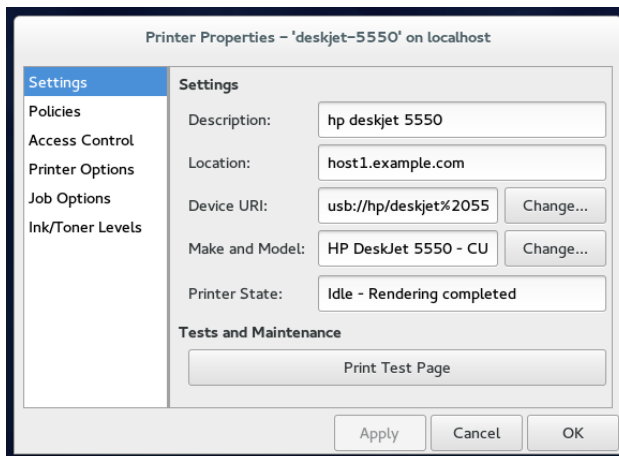 Printer Properties – 'deskjet-5550' on localhost
Settings
Policies
Access Control
Printer Options
Job Options
Ink/Toner Levels
Settings
Description: hp deskjet 5550
Location: host1.example.com
Device URI: usb://hp/deskjet%2055 Change...
Make and Model: HP DeskJet 5550 - CU Change...
Printer State: Idle - Rendering completed
Tests and Maintenance
Print Test Page
Apply Cancel OK